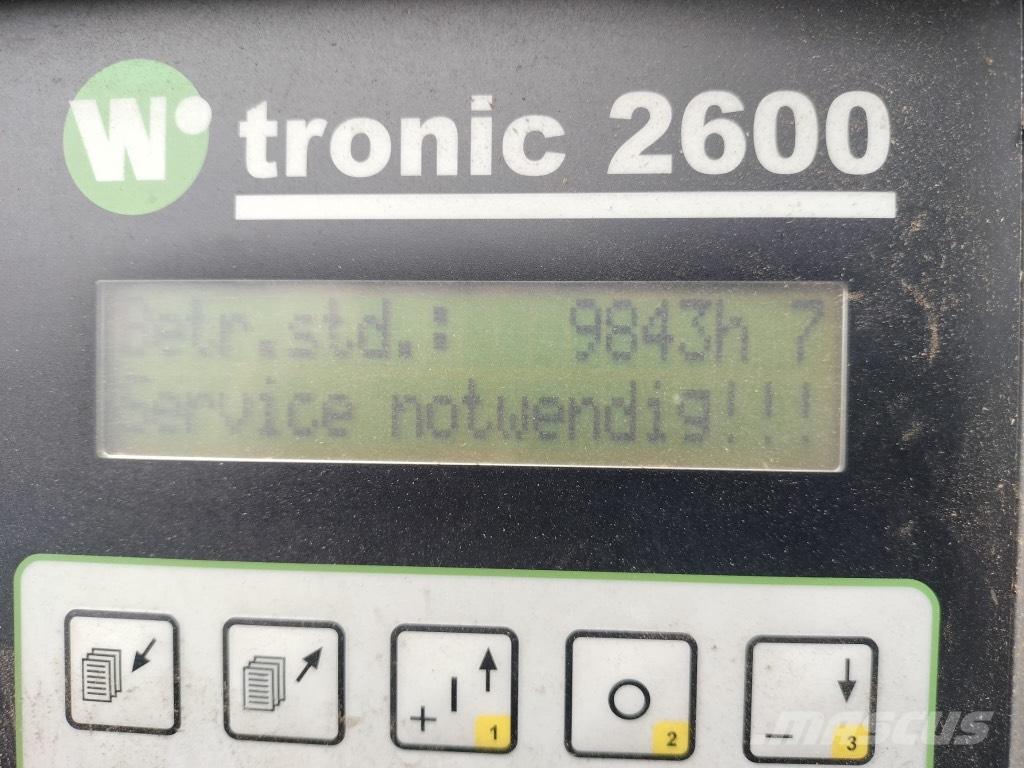 W tronic 2600
Betr.std.: 9843h 7
Service notwendig!!!
+ 1
2
- 3
MASCUS